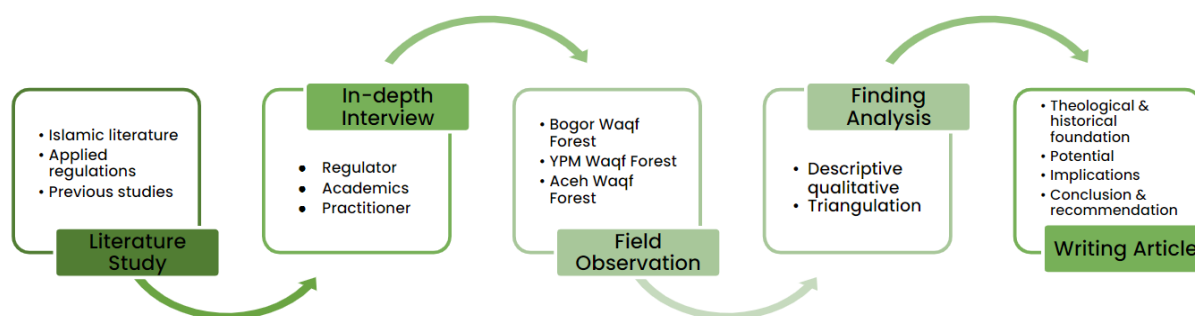 • Islamic literature
• Applied
regulations
• Previous studies
Literature
Study
In-depth
Interview
● Regulator
● Academics
● Practitioner
• Bogor Waqf
Forest
• YPM Waqf Forest
• Aceh Waqf
Forest
Field
Observation
Finding
Analysis
• Descriptive
qualitative
• Triangulation
• Theological &
historical
foundation
• Potential
• Implications
• Conclusion &
recommendation
Writing Article